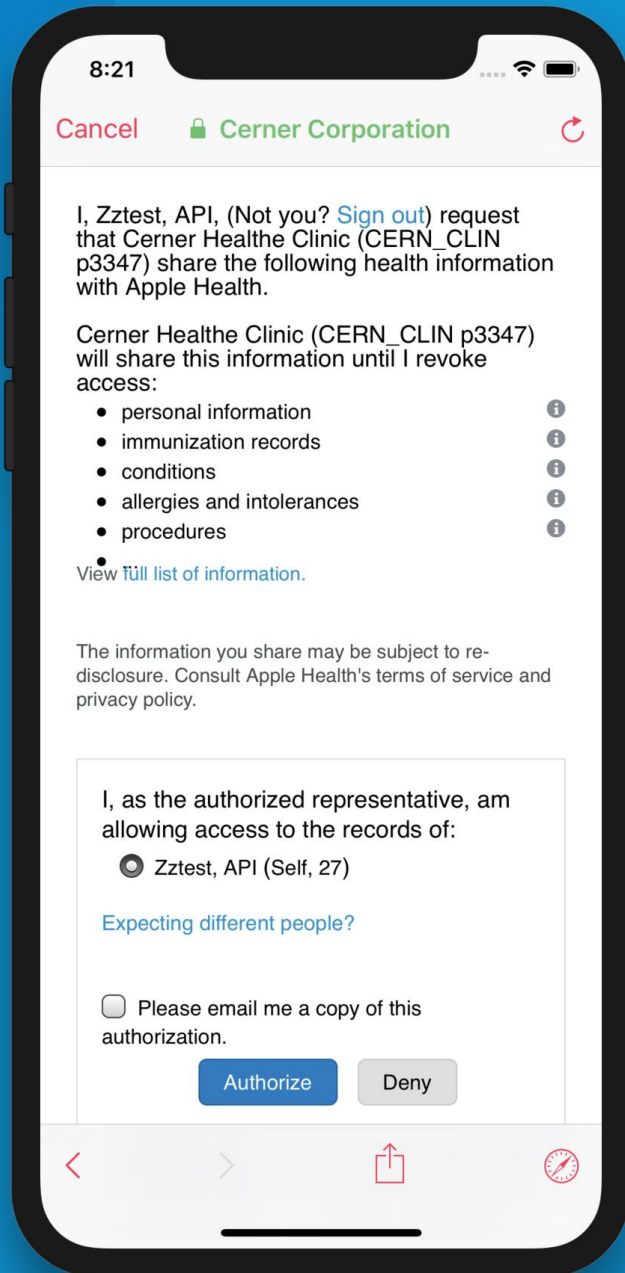 8:21
Cancel
Cerner Corporation
I, Zztest, API, (Not you? Sign out) request
that Cerner Healthe Clinic (CERN_CLIN
p3347) share the following health information
with Apple Health.
Cerner Healthe Clinic (CERN_CLIN p3347)
will share this information until I revoke
access:
• personal information
• immunization records
• conditions
• allergies and intolerances
• procedures
• ...
View full list of information.
The information you share may be subject to re-
disclosure. Consult Apple Health's terms of service and
privacy policy.
I, as the authorized representative, am
allowing access to the records of:
Zztest, API (Self, 27)
Expecting different people?
Please email me a copy of this
authorization.
Authorize
Deny